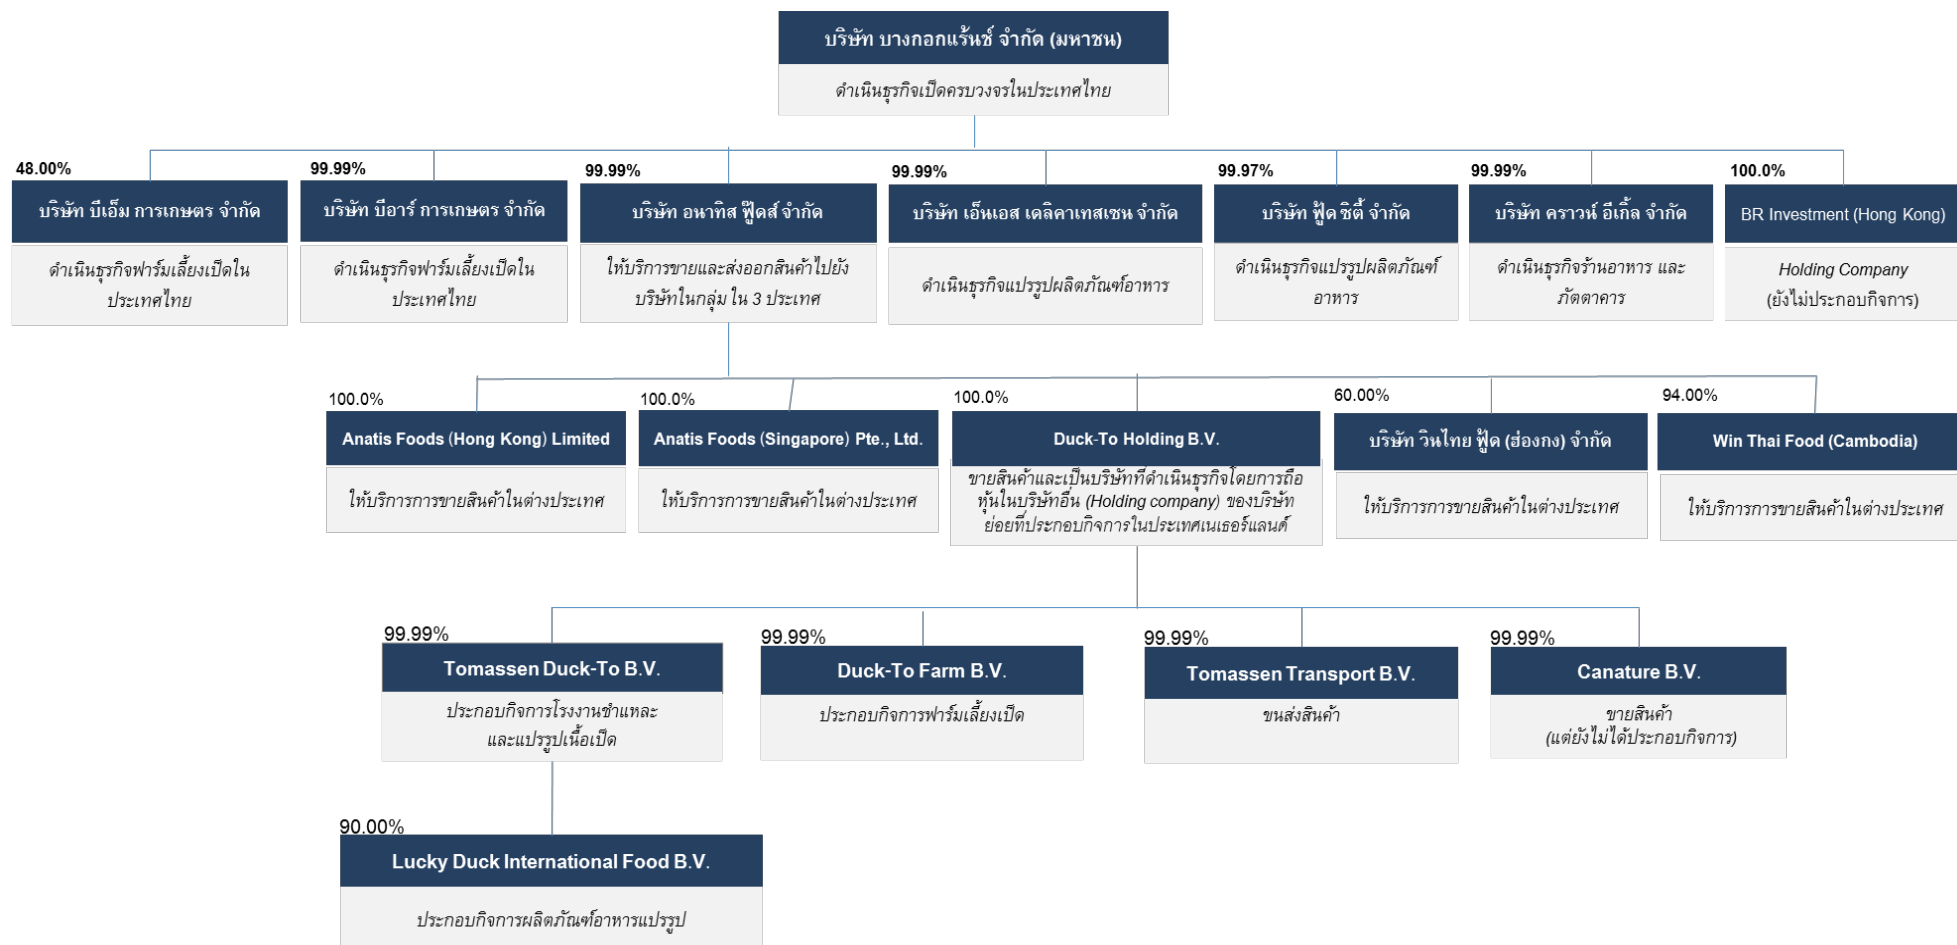 บริษัท บางกอกแร้นช์ จำกัด (มหาชน)
ดำเนินธุรกิจเป็ดครบวงจรในประเทศไทย
48.00%
บริษัท บีเอ็ม การเกษตร จำกัด
ดำเนินธุรกิจฟาร์มเลี้ยงเป็ดใน
ประเทศไทย
99.99%
บริษัท บีอาร์ การเกษตร จำกัด
ดำเนินธุรกิจฟาร์มเลี้ยงเป็ดใน
ประเทศไทย
99.99%
บริษัท อนาทิส ฟู๊ดส์ จำกัด
ให้บริการขายและส่งออกสินค้าไปยัง
บริษัทในกลุ่ม ใน 3 ประเทศ
99.99%
บริษัท เอ็นเอส เดลิคาเทสเซน จำกัด
ดำเนินธุรกิจแปรรูปผลิตภัณฑ์อาหาร
99.97%
บริษัท ฟู้ด ซิตี้ จำกัด
ดำเนินธุรกิจแปรรูปผลิตภัณฑ์
อาหาร
99.99%
บริษัท คราวน์ อีเกิ้ล จำกัด
ดำเนินธุรกิจร้านอาหาร และ
ภัตตาคาร
100.0%
BR Investment (Hong Kong)
Holding Company
(ยังไม่ประกอบกิจการ)
100.0%
Anatis Foods (Hong Kong) Limited
ให้บริการการขายสินค้าในต่างประเทศ
100.0%
Anatis Foods (Singapore) Pte., Ltd.
ให้บริการการขายสินค้าในต่างประเทศ
100.0%
Duck-To Holding B.V.
ขายสินค้าและเป็นบริษัทที่ดำเนินธุรกิจโดยการถือ
หุ้นในบริษัทอื่น (Holding company) ของบริษัท
ย่อยที่ประกอบกิจการในประเทศเนเธอร์แลนด์
60.00%
บริษัท วินไทย ฟู้ด (ฮ่องกง) จำกัด
ให้บริการการขายสินค้าในต่างประเทศ
94.00%
Win Thai Food (Cambodia)
ให้บริการการขายสินค้าในต่างประเทศ
99.99%
Tomassen Duck-To B.V.
ประกอบกิจการโรงงานชำแหละ
และแปรรูปเนื้อเป็ด
99.99%
Duck-To Farm B.V.
ประกอบกิจการฟาร์มเลี้ยงเป็ด
99.99%
Tomassen Transport B.V.
ขนส่งสินค้า
99.99%
Canature B.V.
ขายสินค้า
(แต่ยังไม่ได้ประกอบกิจการ)
90.00%
Lucky Duck International Food B.V.
ประกอบกิจการผลิตภัณฑ์อาหารแปรรูป